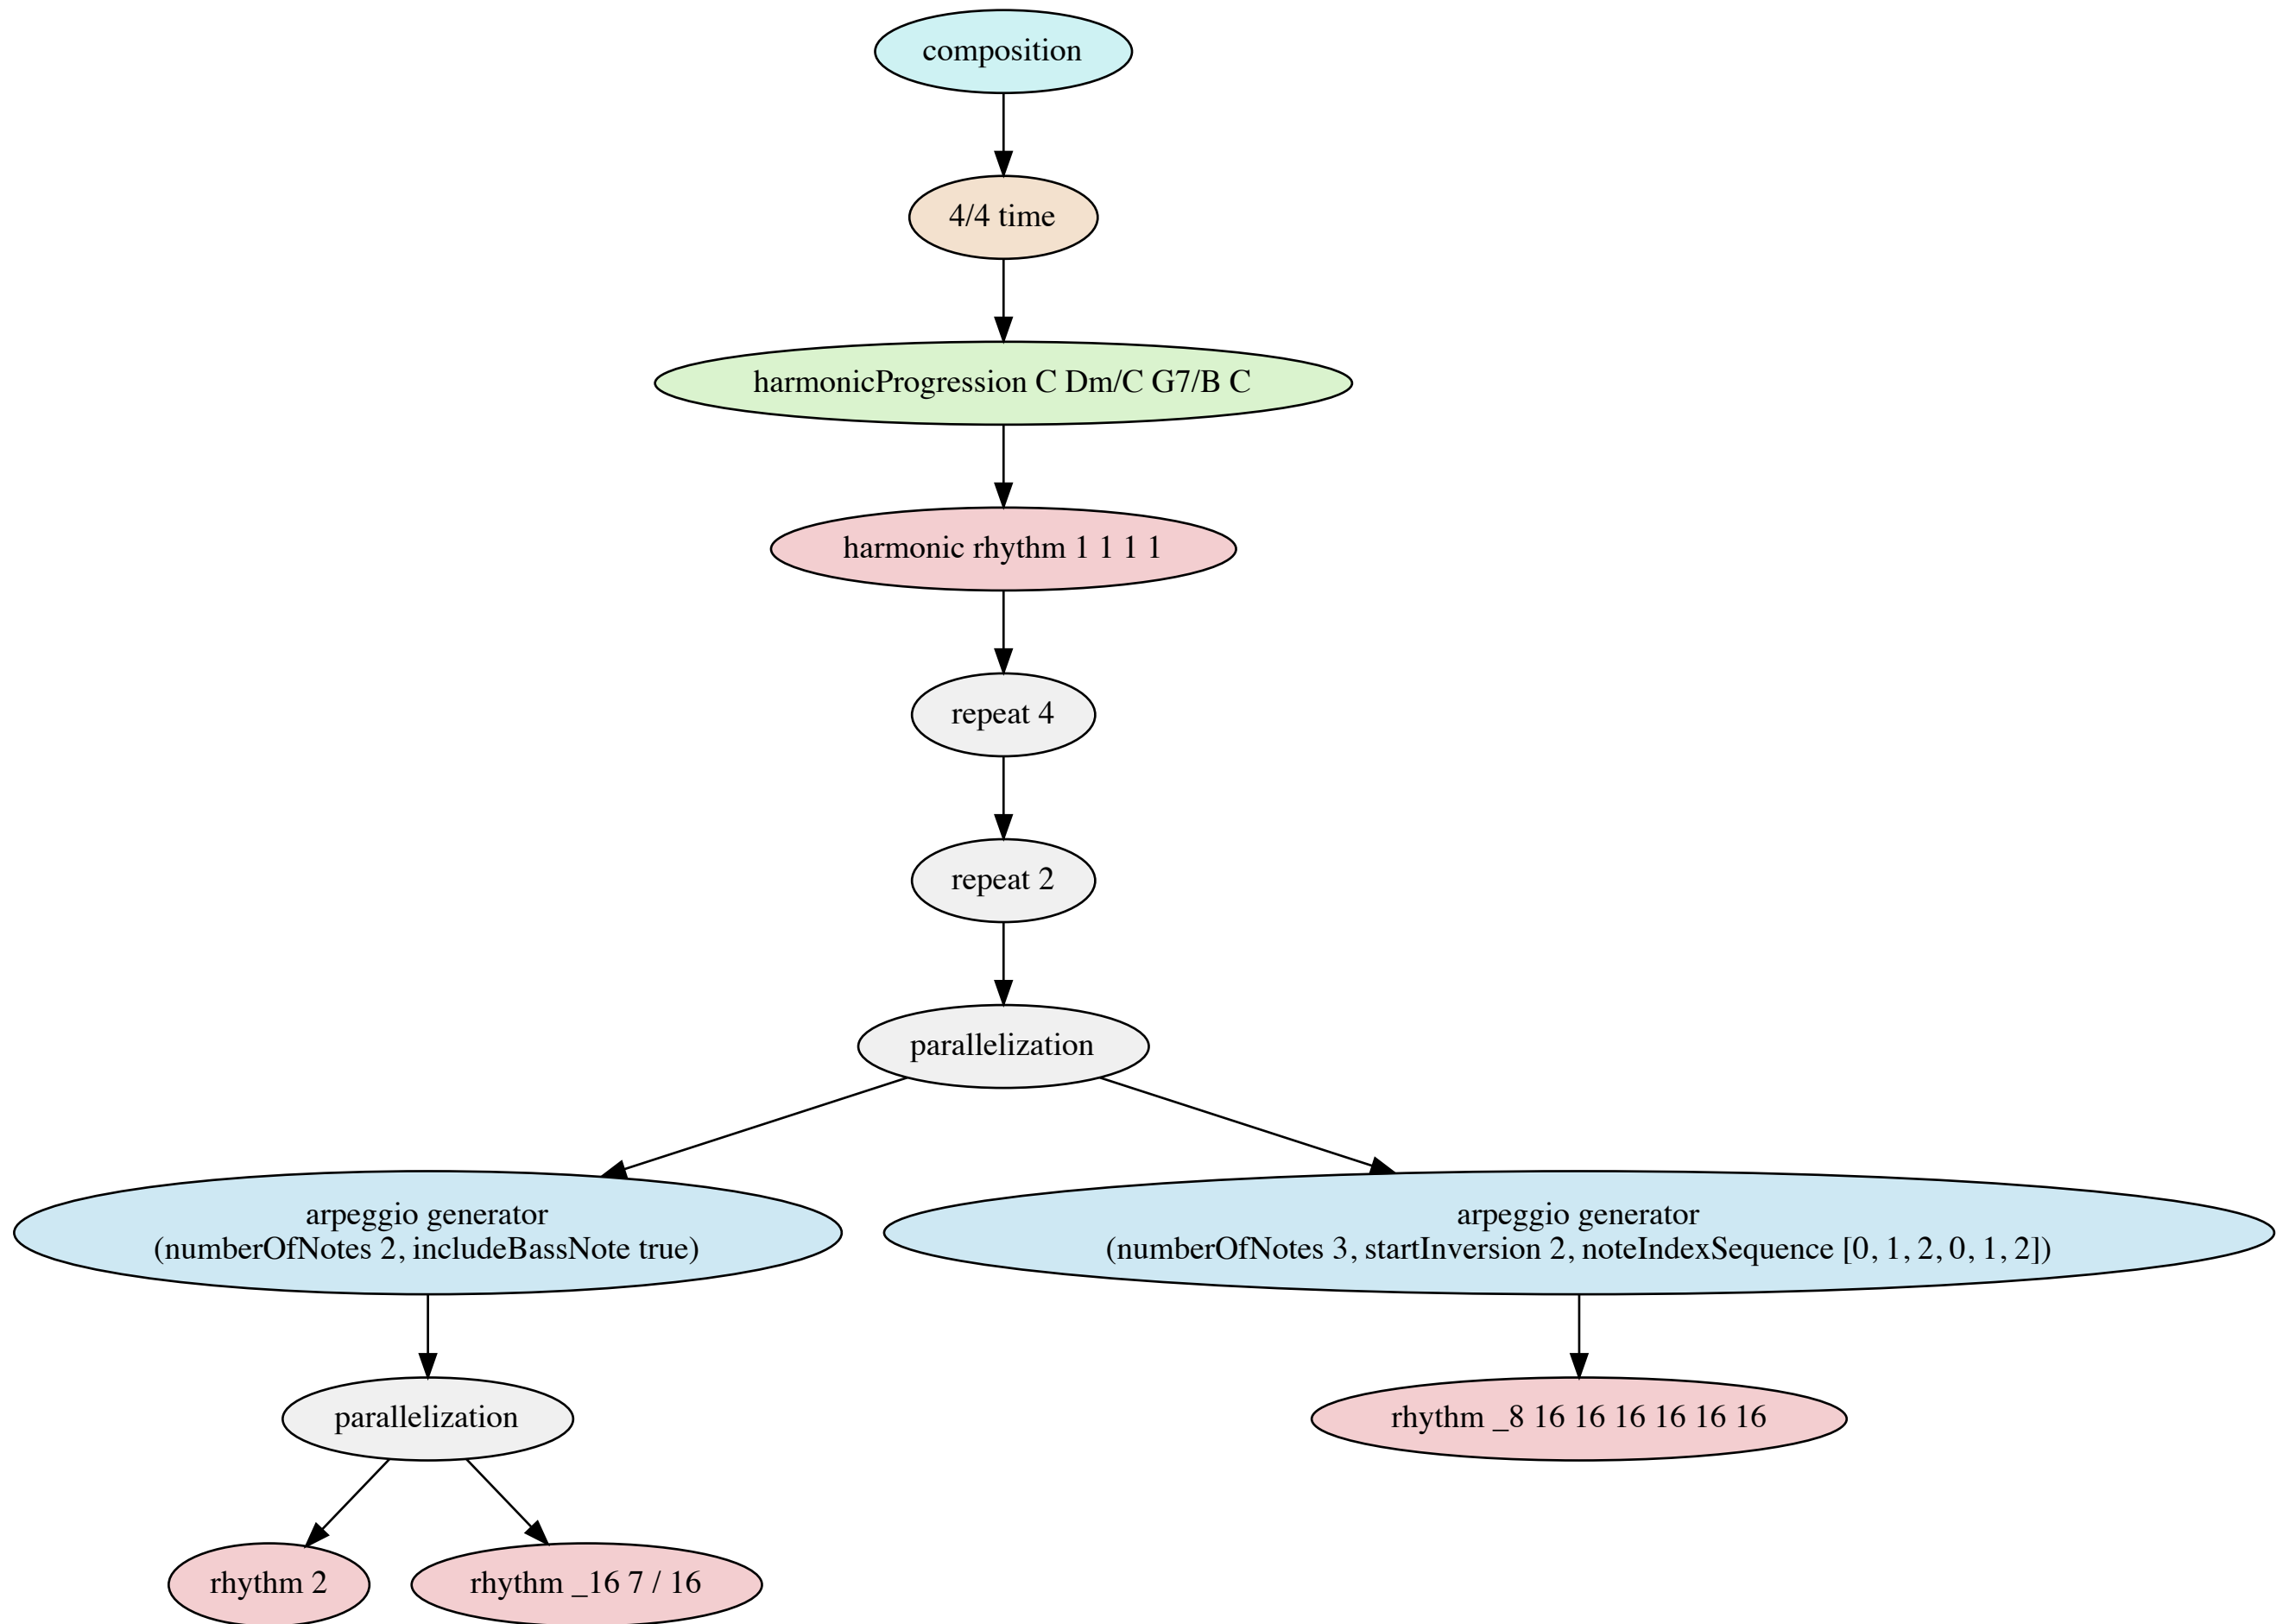 composition
4/4 time
harmonicProgression C Dm/C G7/B C
harmonic rhythm 1 1 1 1
repeat 4
repeat 2
parallelization
arpeggio generator
(numberOfNotes 2, includeBassNote true)
arpeggio generator
(numberOfNotes 3, startInversion 2, noteIndexSequence [0, 1, 2, 0, 1, 2])
parallelization
rhythm _8 16 16 16 16 16 16
rhythm 2
rhythm _16 7 / 16